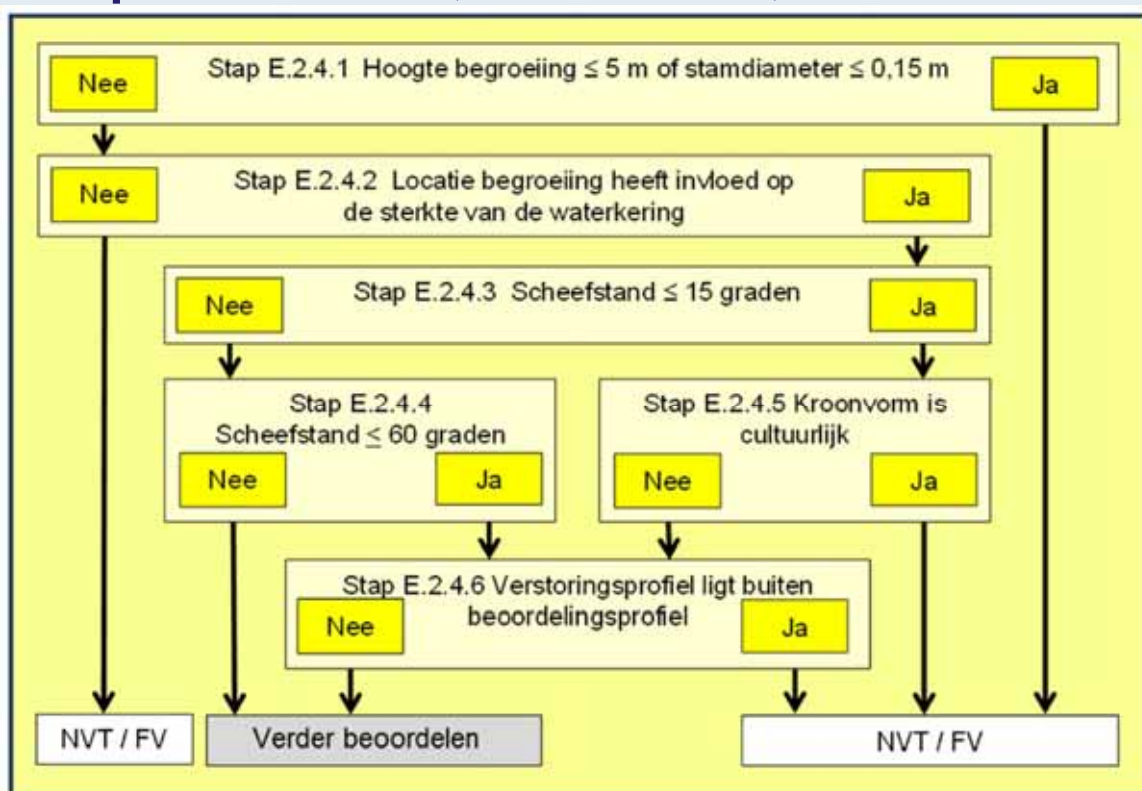 Stap E.2.4.1 Hoogte begroeiing ≤ 5 m of stamdiameter ≤ 0,15 m
Nee
Ja
Stap E.2.4.2 Locatie begroeiing heeft invloed op
de sterkte van de waterkering
Nee
Ja
Stap E.2.4.3 Scheefstand ≤ 15 graden
Nee
Ja
Stap E.2.4.4
Scheefstand ≤ 60 graden
Nee
Ja
Stap E.2.4.5 Kroonvorm is
cultuurlijk
Nee
Ja
Stap E.2.4.6 Verstoringsprofiel ligt buiten
beoordelingsprofiel
Nee
Ja
NVT / FV
Verder beoordelen
NVT / FV